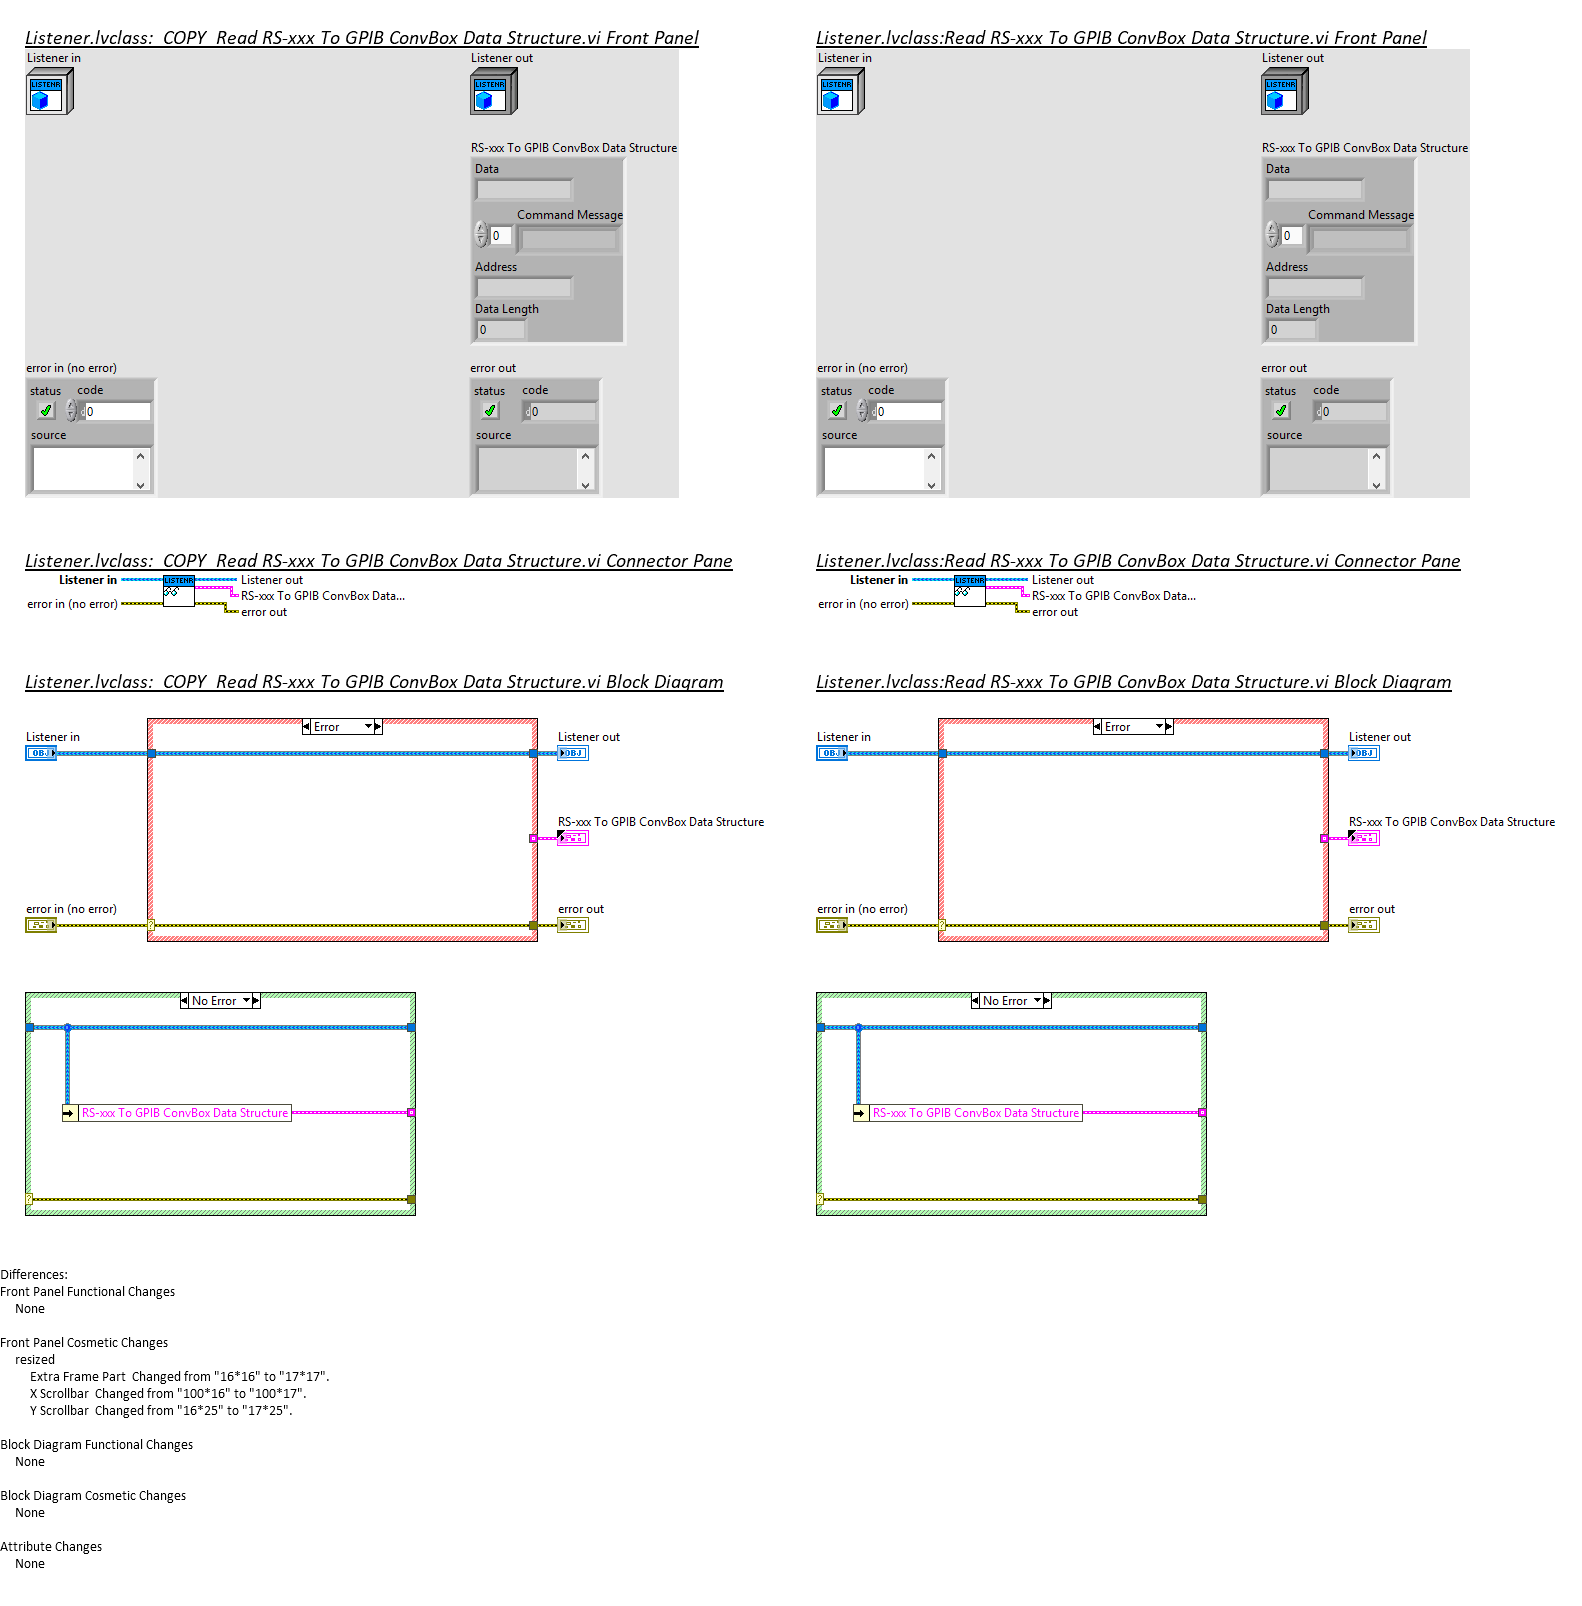 Listener.lvclass:  COPY  Read RS-xxx To GPIB ConvBox Data Structure.vi Front Panel
Listener in
LISTENR
Listener out
LISTENR
RS-xxx To GPIB ConvBox Data Structure
Data
Command Message
0
Address
Data Length
0
error in (no error)
status
code
d0
source
error out
status
code
d0
source
Listener.lvclass:Read RS-xxx To GPIB ConvBox Data Structure.vi Front Panel
Listener in
LISTENR
Listener out
LISTENR
RS-xxx To GPIB ConvBox Data Structure
Data
Command Message
0
Address
Data Length
0
error in (no error)
status
code
d0
source
error out
status
code
d0
source
Listener.lvclass:  COPY  Read RS-xxx To GPIB ConvBox Data Structure.vi Connector Pane
Listener in
LISTENR
Listener out
RS-xxx To GPIB ConvBox Data...
error in (no error)
error out
Listener.lvclass:Read RS-xxx To GPIB ConvBox Data Structure.vi Connector Pane
Listener in
LISTENR
Listener out
RS-xxx To GPIB ConvBox Data...
error in (no error)
error out
Listener.lvclass:  COPY  Read RS-xxx To GPIB ConvBox Data Structure.vi Block Diagram
Error
Listener in
OBJ
Listener out
OBJ
RS-xxx To GPIB ConvBox Data Structure
error in (no error)
?
error out
No Error
RS-xxx To GPIB ConvBox Data Structure
?
Listener.lvclass:Read RS-xxx To GPIB ConvBox Data Structure.vi Block Diagram
Error
Listener in
OBJ
Listener out
OBJ
RS-xxx To GPIB ConvBox Data Structure
error in (no error)
?
error out
No Error
RS-xxx To GPIB ConvBox Data Structure
?
Differences:
Front Panel Functional Changes
None
Front Panel Cosmetic Changes
resized
Extra Frame Part  Changed from "16*16" to "17*17".
X Scrollbar  Changed from "100*16" to "100*17".
Y Scrollbar  Changed from "16*25" to "17*25".
Block Diagram Functional Changes
None
Block Diagram Cosmetic Changes
None
Attribute Changes
None